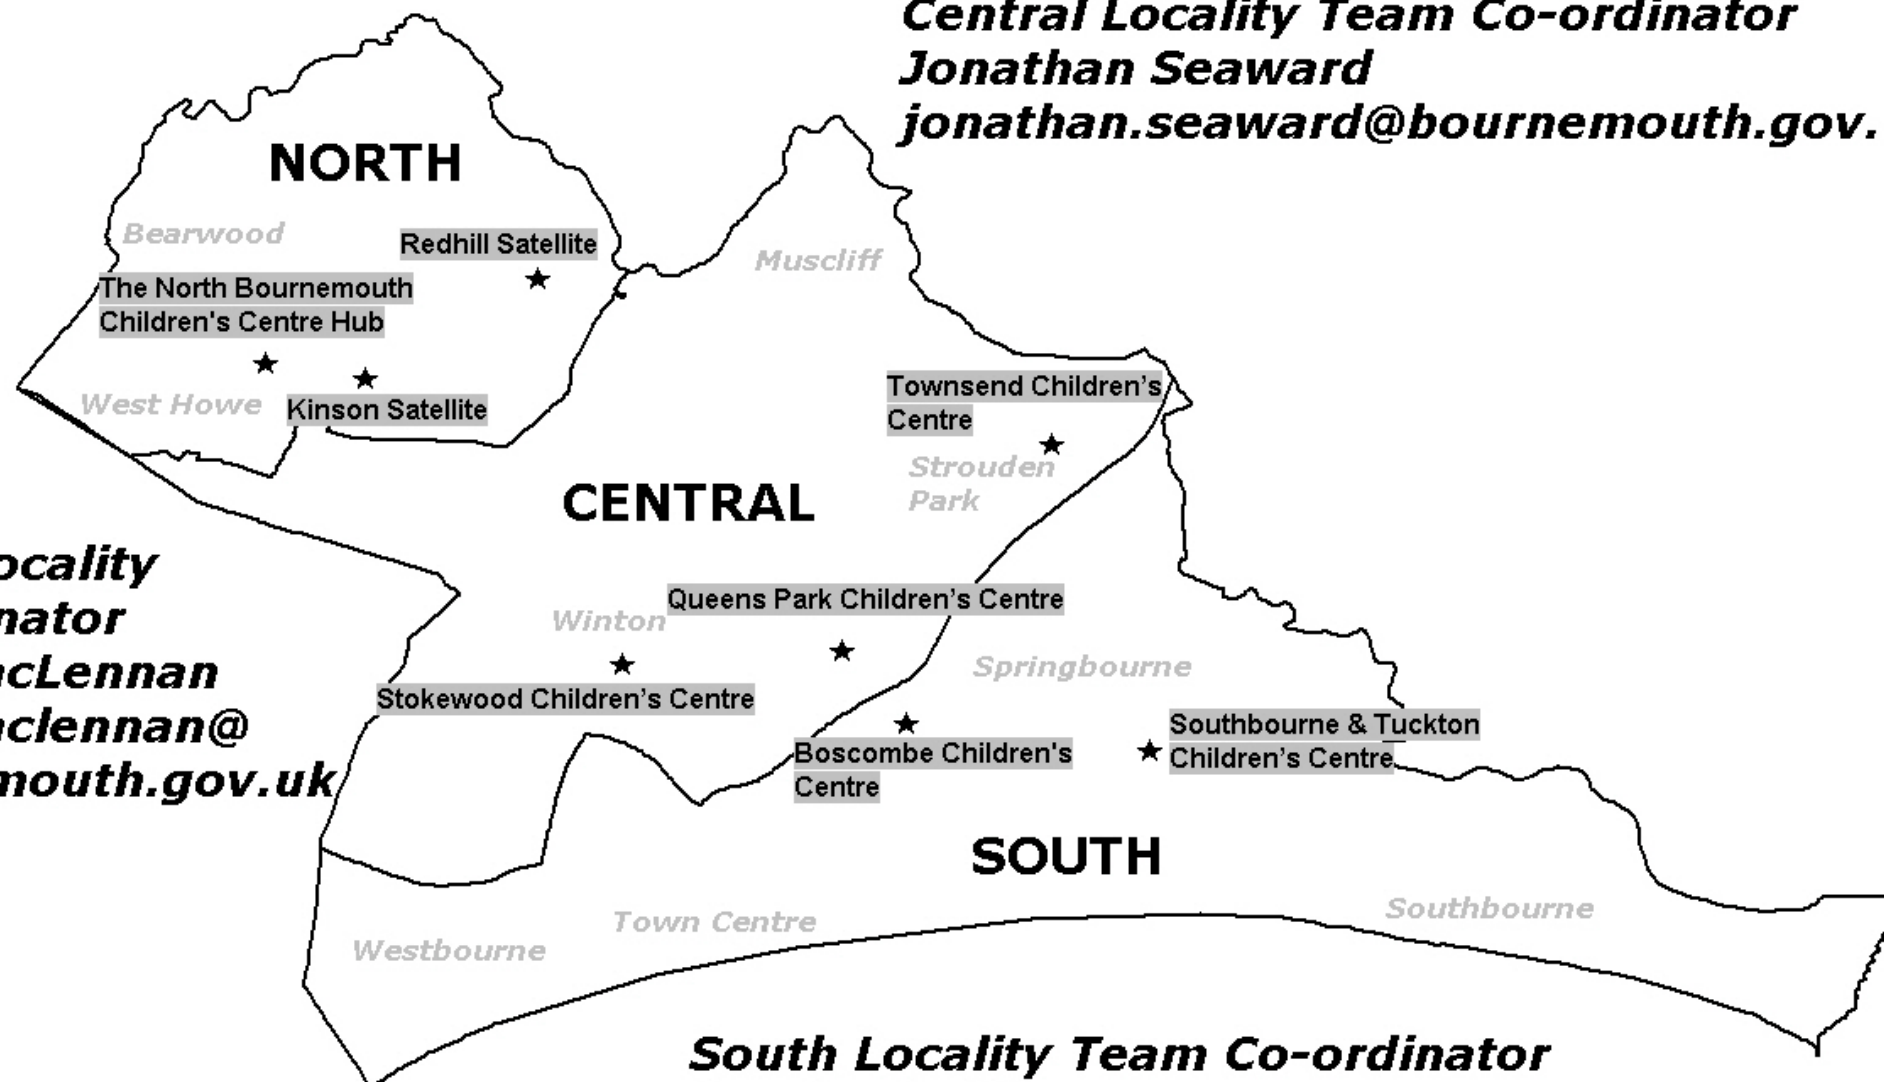 Central Locality Team Co-ordinator
Jonathan Seaward
jonathan.seaward@bournemouth.gov.
NORTH
Bearwood
Redhill Satellite
The North Bournemouth
Children's Centre Hub
West Howe
Kinson Satellite
Muscliff
Townsend Children’s
Centre
Strouden
Park
CENTRAL
ocality
nator
acLennan
aclennan@
mouth.gov.uk
Queens Park Children’s Centre
Winton
Stokewood Children’s Centre
Springbourne
Boscombe Children's
Centre
Southbourne & Tuckton
Children’s Centre
SOUTH
Town Centre
Southbourne
Westbourne
South Locality Team Co-ordinator